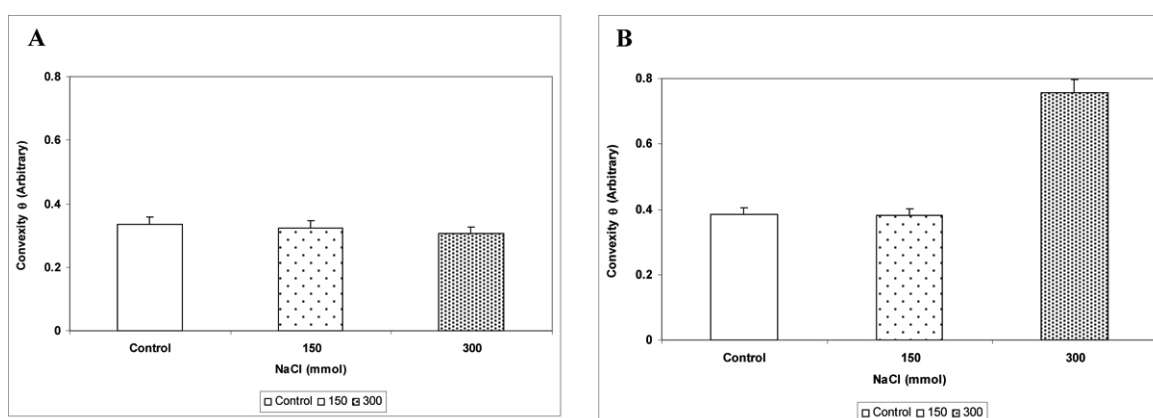 A
Convexity θ (Arbitrary)
0.8
0.6
0.4
0.2
0
Control 150 300
NaCl (mmol)
Control 150 300
B
Convexity θ (Arbitrary)
0.8
0.6
0.4
0.2
0
Control 150 300
NaCl (mmol)
Control 150 300